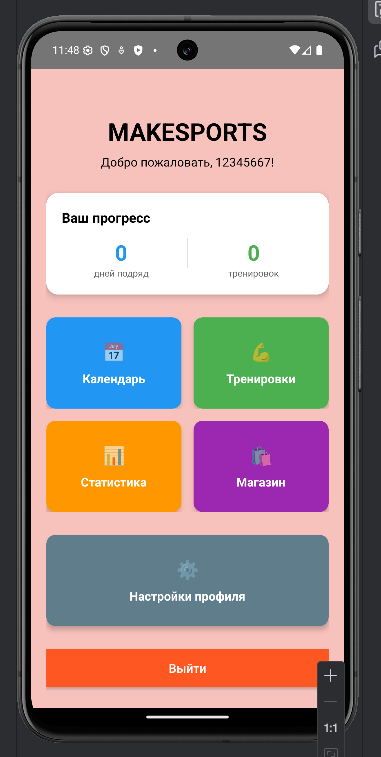 11:48
MAKESPORTS
Добро пожаловать, 12345667!
Ваш прогресс
0 0
дней подряд тренировок
17
Календарь Тренировки
Статистика Магазин
Настройки профиля
Выйти
1:1